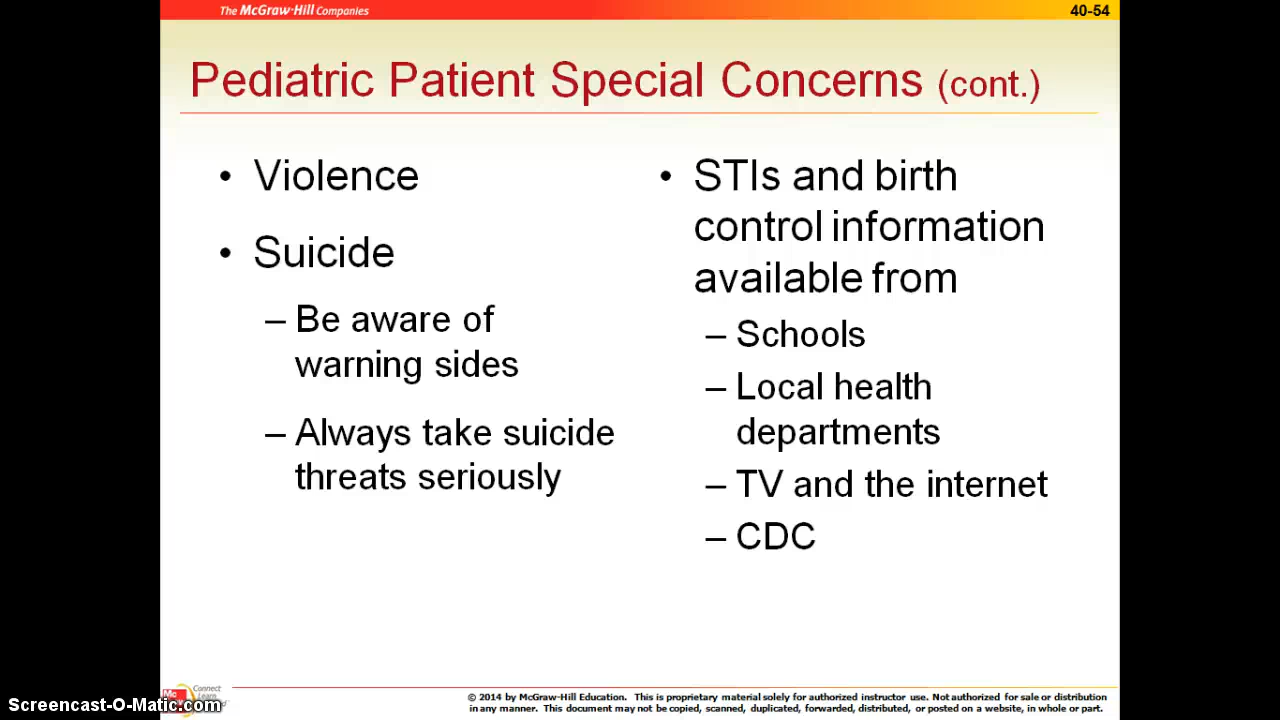 The McGraw-Hill Companies
40-54
Pediatric Patient Special Concerns (cont.)
• Violence
• Suicide
– Be aware of
warning sides
– Always take suicide
threats seriously
• STIs and birth
control information
available from
– Schools
– Local health
departments
– TV and the internet
– CDC
Connect
Learn
Screencast-O-Matic.com
© 2014 by McGraw-Hill Education. This is proprietary material solely for authorized instructor use. Not authorized for sale or distribution
in any manner. This document may not be copied, scanned, duplicated, forwarded, distributed, or posted on a website, in whole or part.